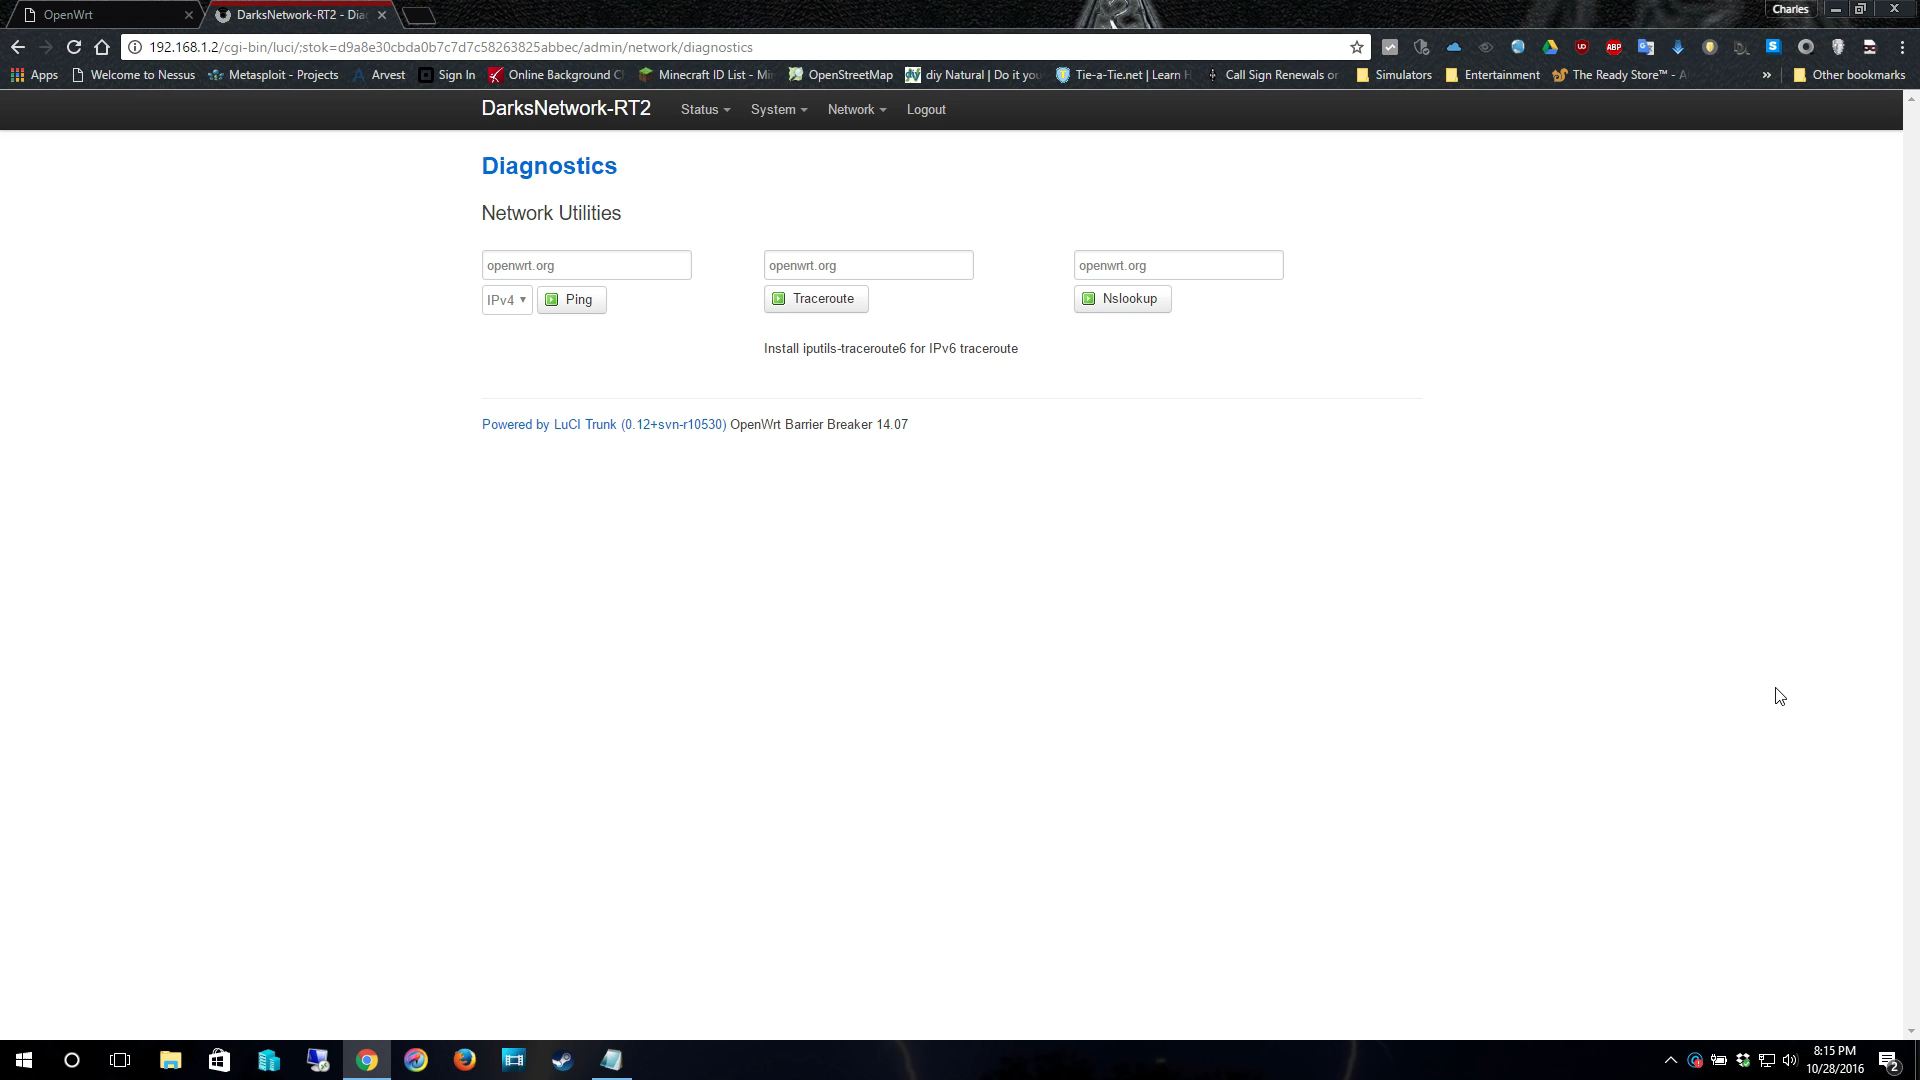 OpenWrt
DarksNetwork-RT2 - Dia
Charles
192.168.1.2/cgi-bin/luci/;stok=d9a8e30cbda0b7c7d7c58263825abbec/admin/network/diagnostics
Apps Welcome to Nessus Metasploit - Projects Arvest Sign In Online Background C Minecraft ID List - Mi OpenStreetMap diy Natural | Do it you Tie-a-Tie.net | Learn H Call Sign Renewals or Simulators Entertainment The Ready Store™ - A » Other bookmarks
DarksNetwork-RT2 Status System Network Logout
Diagnostics
Network Utilities
openwrt.org openwrt.org openwrt.org
IPv4 Ping Traceroute Nslookup
Install iputils-traceroute6 for IPv6 traceroute
Powered by LuCI Trunk (0.12+svn-r10530) OpenWrt Barrier Breaker 14.07
8:15 PM
10/28/2016
2